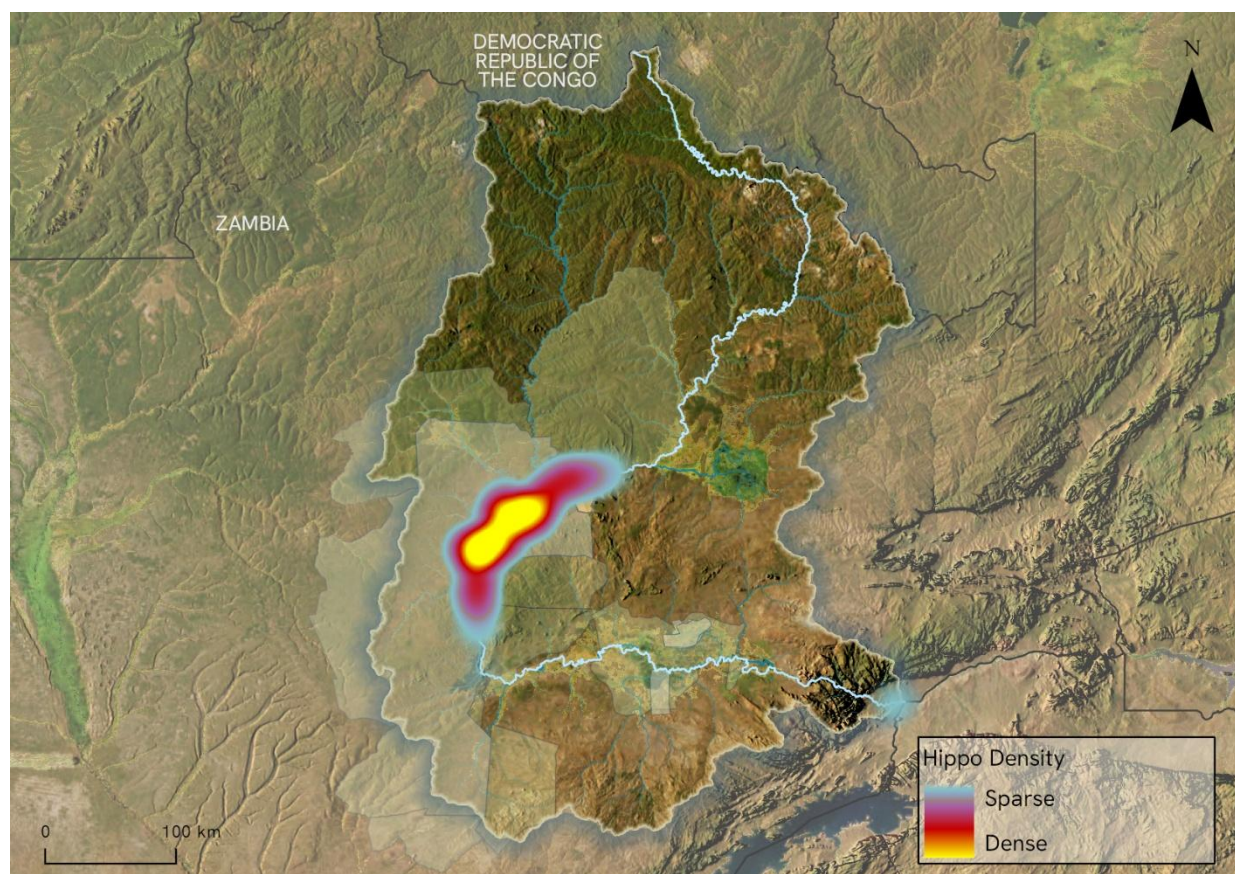 DEMOCRATIC
REPUBLIC OF
THE CONGO
N
ZAMBIA
Hippo Density
Sparse
Dense
0 100 km